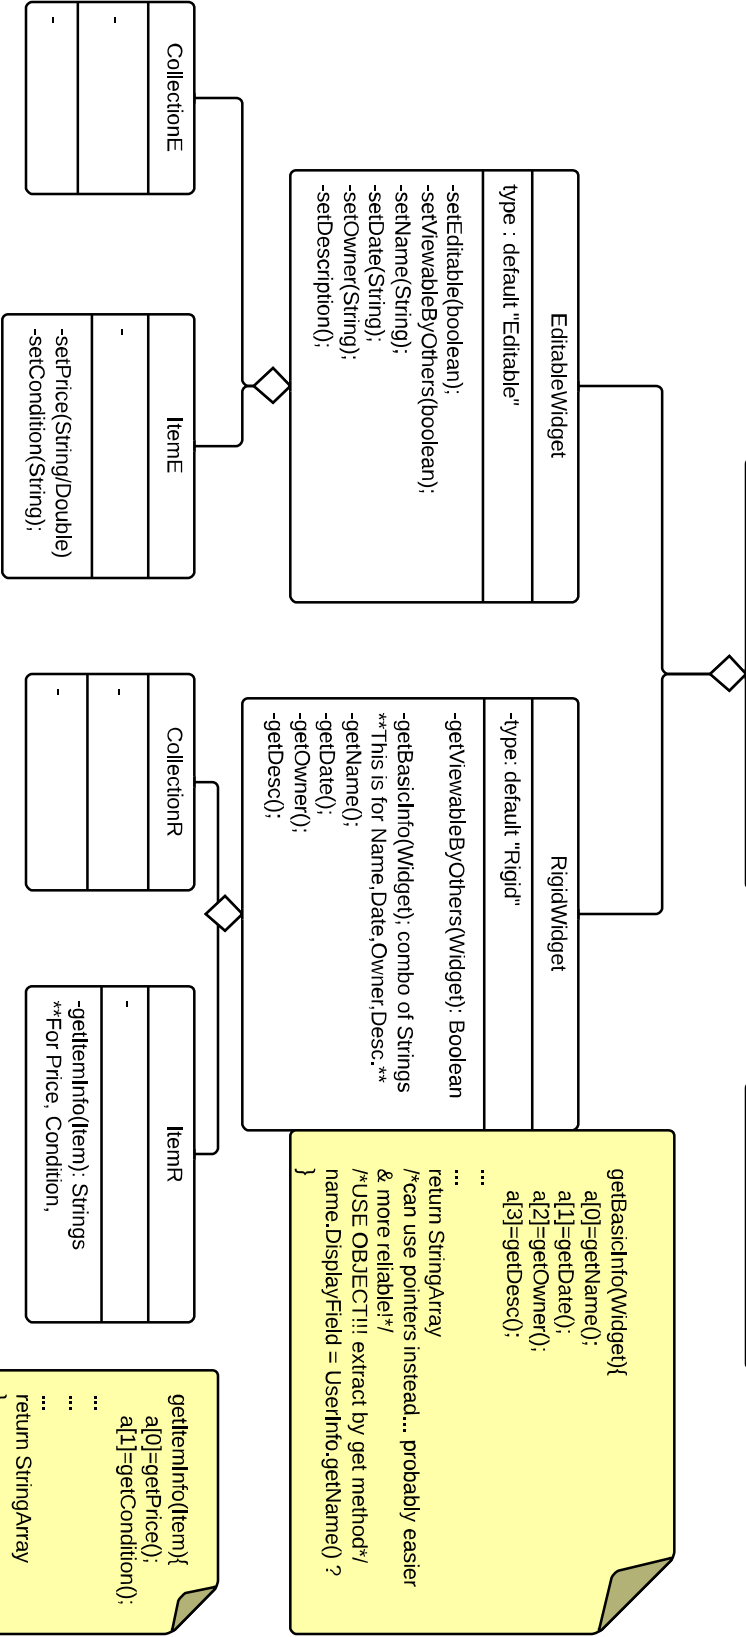 EditableWidget
type : default "Editable"
-setEditable(boolean);
-setViewableByOthers(boolean);
-setName(String);
-setDate(String);
-setOwner(String);
-setDescription();
RigidWidget
-type: default "Rigid"
-getViewableByOthers(Widget): Boolean
-getBasicInfo(Widget); combo of Strings
**This is for Name,Date,Owner,Desc.**
-getName();
-getDate();
-getOwner();
-getDesc();
getBasicInfo(Widget){
a[0]=getName();
a[1]=getDate();
a[2]=getOwner();
a[3]=getDesc();
...
...
return StringArray
/*can use pointers instead... probably easier
& more reliable!*/
/*USE OBJECT!!! extract by get method*/
name.DisplayField = UserInfo.getName() ?
}
CollectionE
-
-
ItemE
-
-setPrice(String/Double)
-setCondition(String);
CollectionR
-
-
ItemR
-
-getItemInfo(Item): Strings
**For Price, Condition,
getItemInfo(Item){
a[0]=getPrice();
a[1]=getCondition();
...
...
...
return StringArray
}